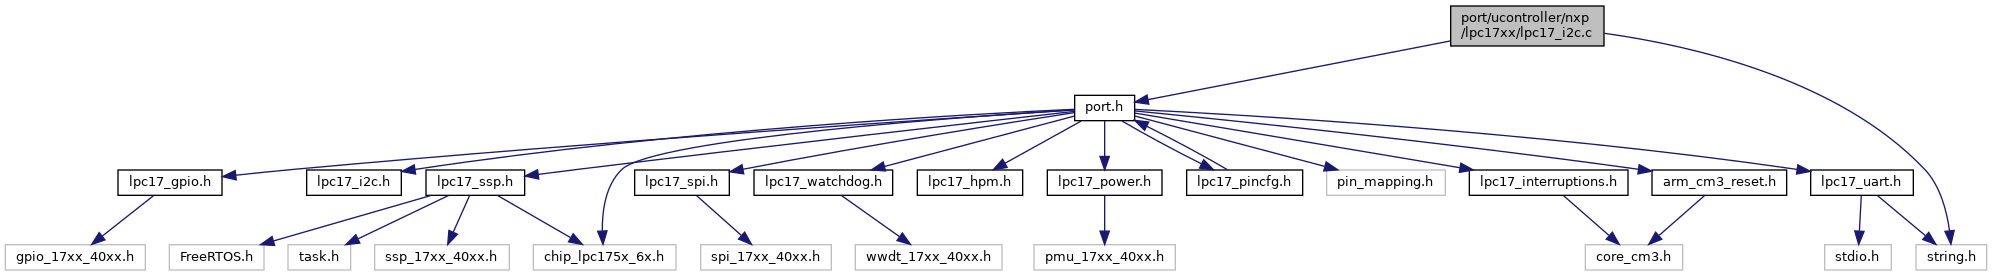 port/ucontroller/nxp
/lpc17xx/lpc17_i2c.c
port.h
lpc17_gpio.h
lpc17_i2c.h
lpc17_ssp.h
lpc17_spi.h
lpc17_watchdog.h
lpc17_hpm.h
lpc17_power.h
lpc17_pincfg.h
pin_mapping.h
lpc17_interruptions.h
arm_cm3_reset.h
lpc17_uart.h
gpio_17xx_40xx.h
FreeRTOS.h
task.h
ssp_17xx_40xx.h
chip_lpc175x_6x.h
spi_17xx_40xx.h
wwdt_17xx_40xx.h
pmu_17xx_40xx.h
core_cm3.h
stdio.h
string.h